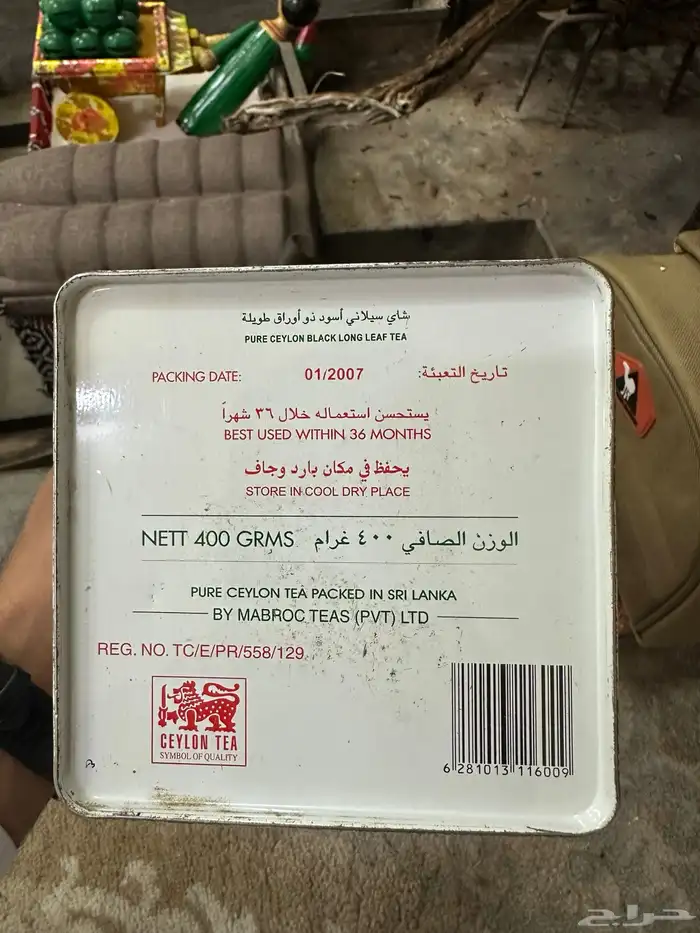 شاي سيلاني أسود ذو أوراق طويلة
PURE CEYLON BLACK LONG LEAF TEA
PACKING DATE: 01/2007 تاريخ التعبئة:
يستحسن استعماله خلال ٣٦ شهراً
BEST USED WITHIN 36 MONTHS
يحفظ في مكان بارد وجاف
STORE IN COOL DRY PLACE
NETT 400 GRMS الوزن الصافي ٤٠٠ غرام
PURE CEYLON TEA PACKED IN SRI LANKA
BY MABROC TEAS (PVT) LTD
REG. NO. TC/E/PR/558/129
CEYLON TEA
SYMBOL OF QUALITY
6 281013 116009
حراج